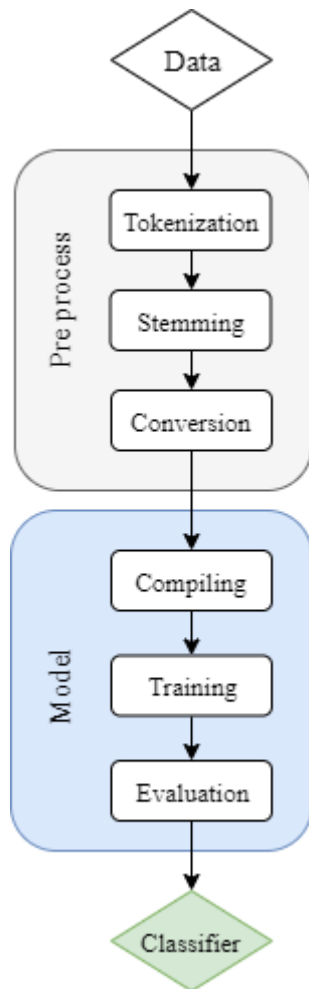 Data
Pre process
Tokenization
Stemming
Conversion
Model
Compiling
Training
Evaluation
Classifier